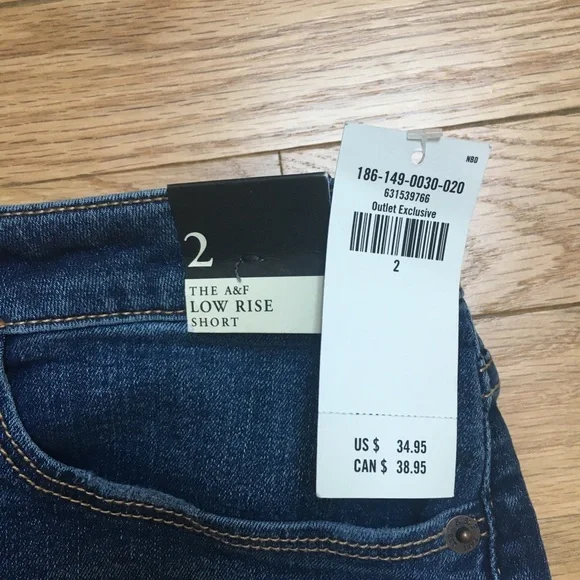 2
THE A&F
LOW RISE
SHORT
NBD
186-149-0030-020
631539766
Outlet Exclusive
2
US $ 34.95
CAN $ 38.95